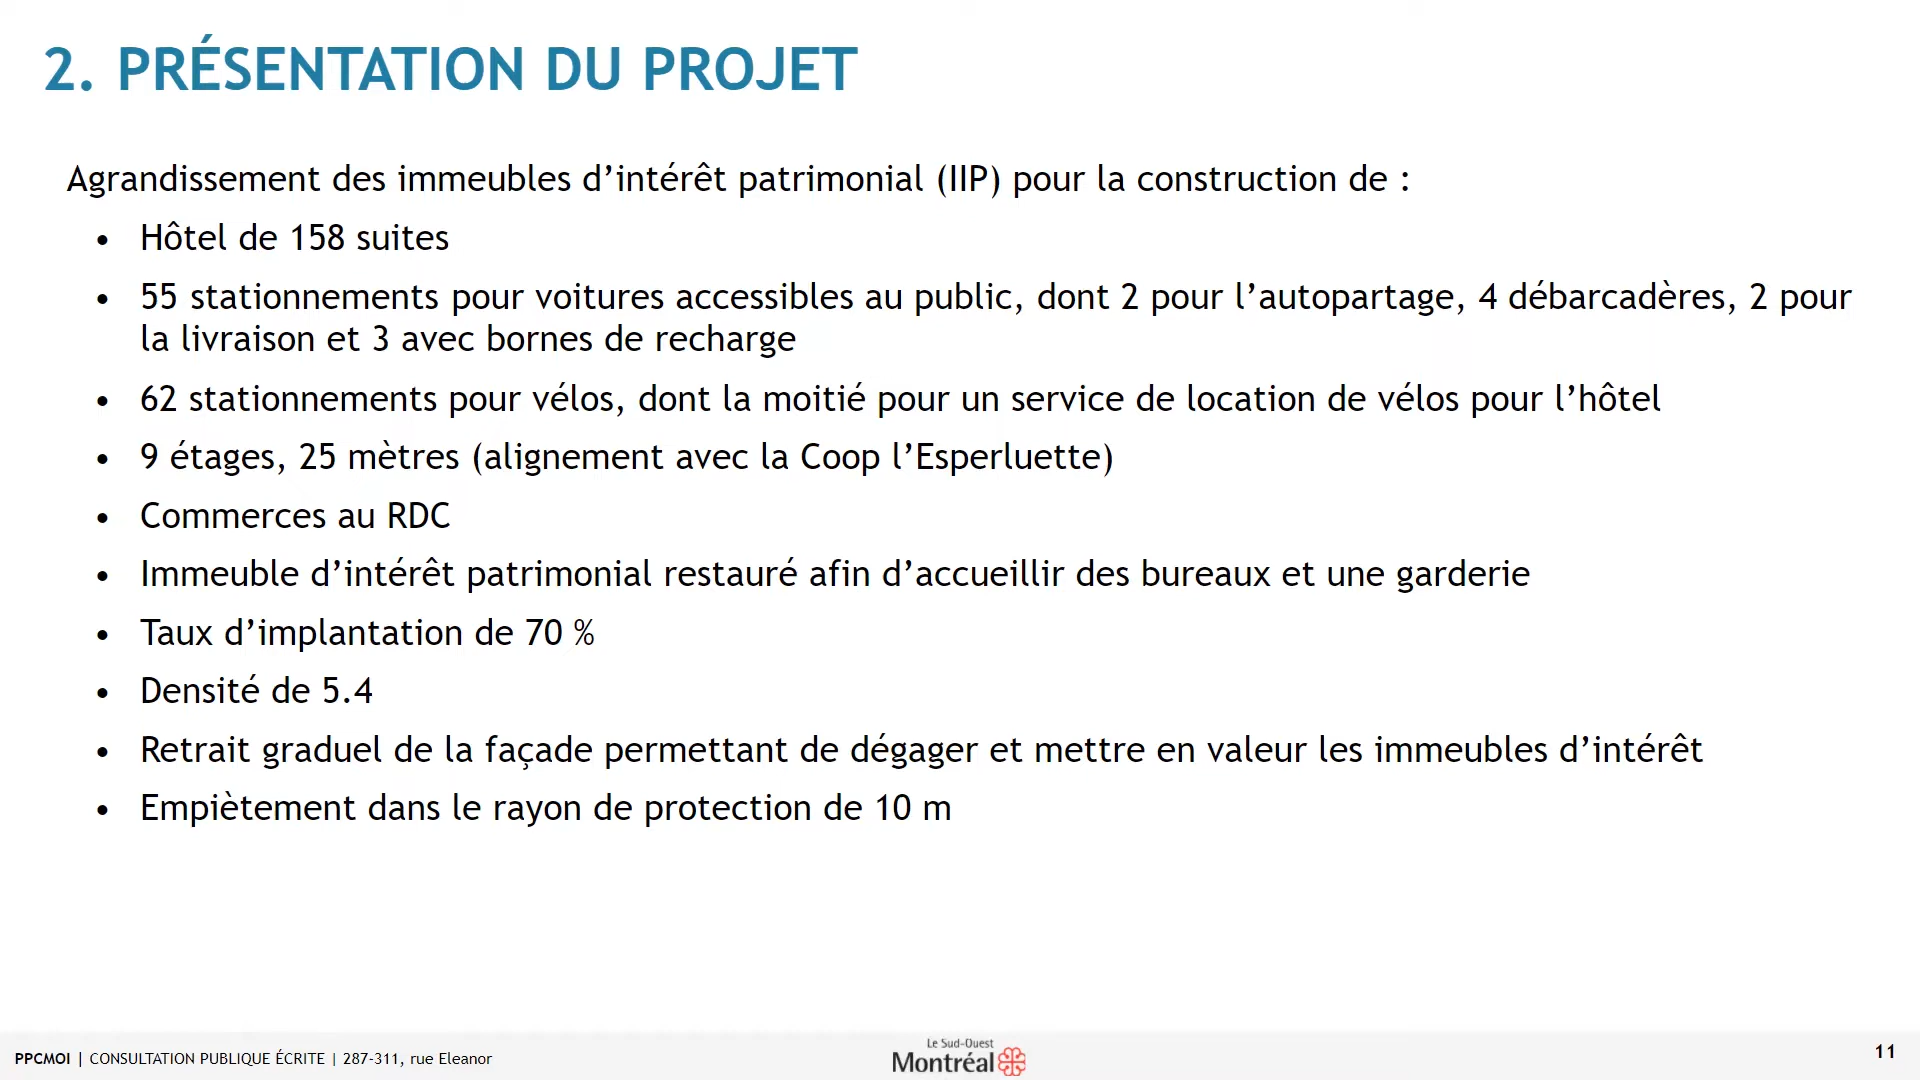 2. PRÉSENTATION DU PROJET
Agrandissement des immeubles d’intérêt patrimonial (IIP) pour la construction de :
• Hôtel de 158 suites
• 55 stationnements pour voitures accessibles au public, dont 2 pour l’autopartage, 4 débarcadères, 2 pour
la livraison et 3 avec bornes de recharge
• 62 stationnements pour vélos, dont la moitié pour un service de location de vélos pour l’hôtel
• 9 étages, 25 mètres (alignement avec la Coop l’Esperluette)
• Commerces au RDC
• Immeuble d’intérêt patrimonial restauré afin d’accueillir des bureaux et une garderie
• Taux d’implantation de 70 %
• Densité de 5.4
• Retrait graduel de la façade permettant de dégager et mettre en valeur les immeubles d’intérêt
• Empiètement dans le rayon de protection de 10 m
PPCMOI | CONSULTATION PUBLIQUE ÉCRITE | 287-311, rue Eleanor
Le Sud-Ouest
Montréal
11